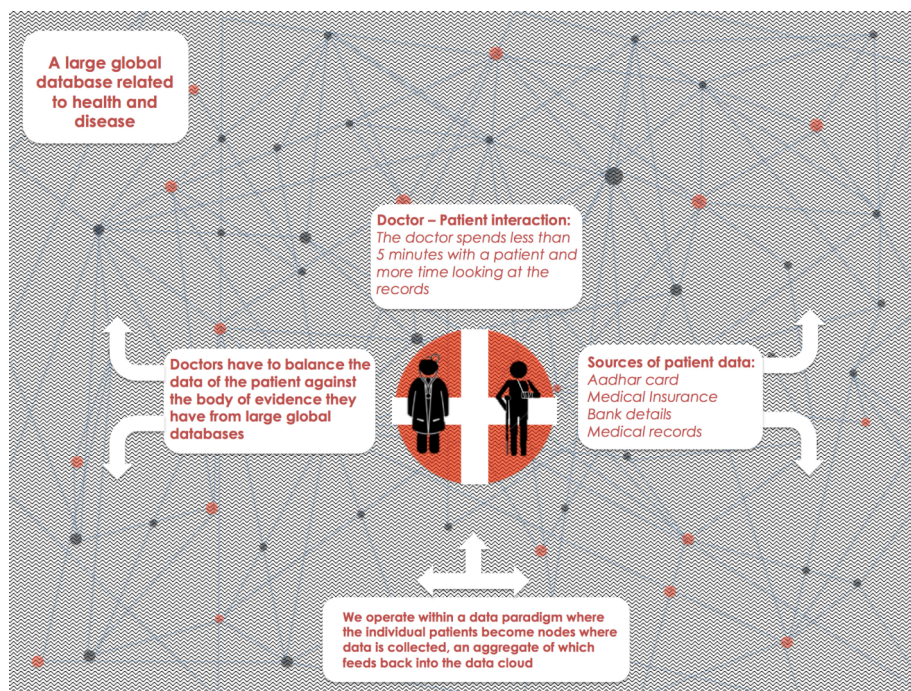 A large global
database related
to health and
disease
Doctor – Patient interaction:
The doctor spends less than
5 minutes with a patient and
more time looking at the
records
Doctors have to balance the
data of the patient against
the body of evidence they
have from large global
databases
Sources of patient data:
Aadhar card
Medical Insurance
Bank details
Medical records
We operate within a data paradigm where
the individual patients become nodes where
data is collected, an aggregate of which
feeds back into the data cloud